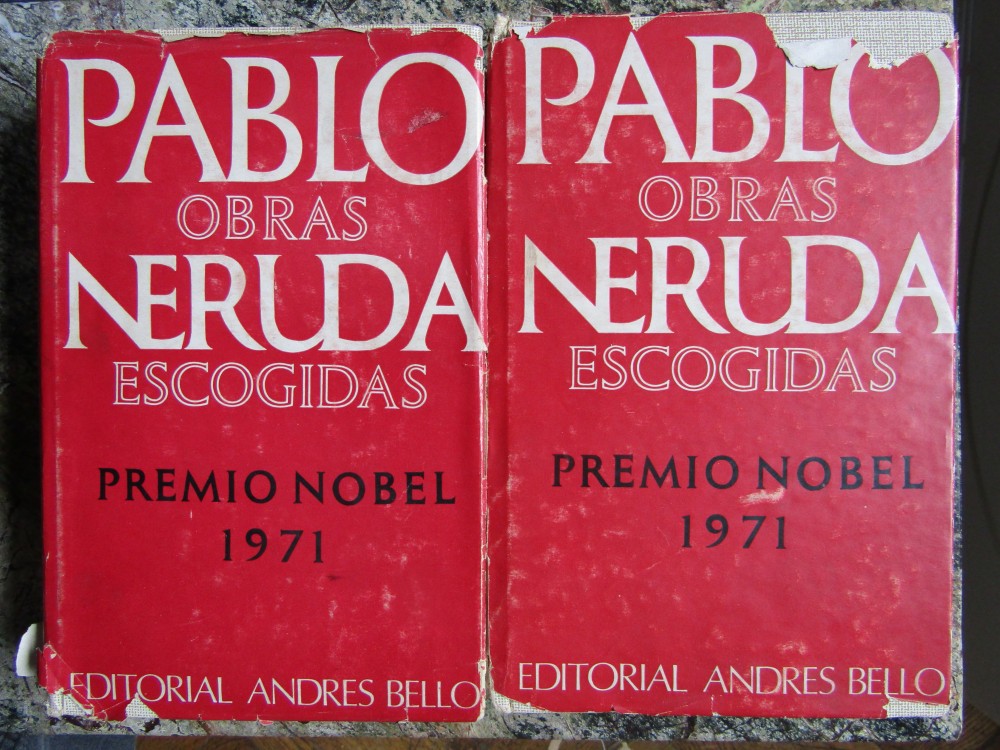 PABLO
OBRAS
NERUDA
ESCOGIDAS
PREMIO NOBEL
1971
EDITORIAL ANDRES BELLO
PABLO
OBRAS
NERUDA
ESCOGIDAS
PREMIO NOBEL
1971
EDITORIAL ANDRES BELLO